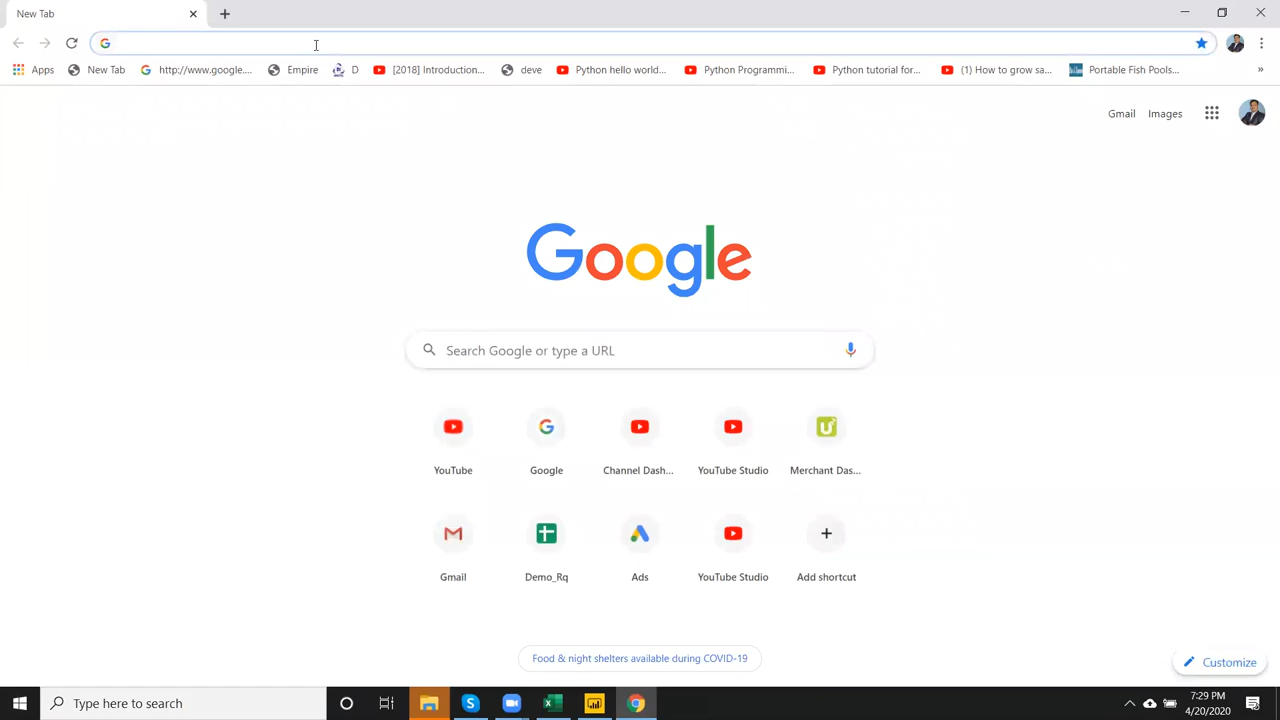 New Tab
Apps New Tab http://www.google.... Empire D [2018] Introduction... deve Python hello world... Python Programmi... Python tutorial for... (1) How to grow sa... Portable Fish Pools... »
Gmail Images
Google
Search Google or type a URL
YouTube Google Channel Dash... YouTube Studio Merchant Das...
Gmail Demo_Rq Ads YouTube Studio Add shortcut
Food & night shelters available during COVID-19
Customize
Type here to search
7:29 PM
4/20/2020